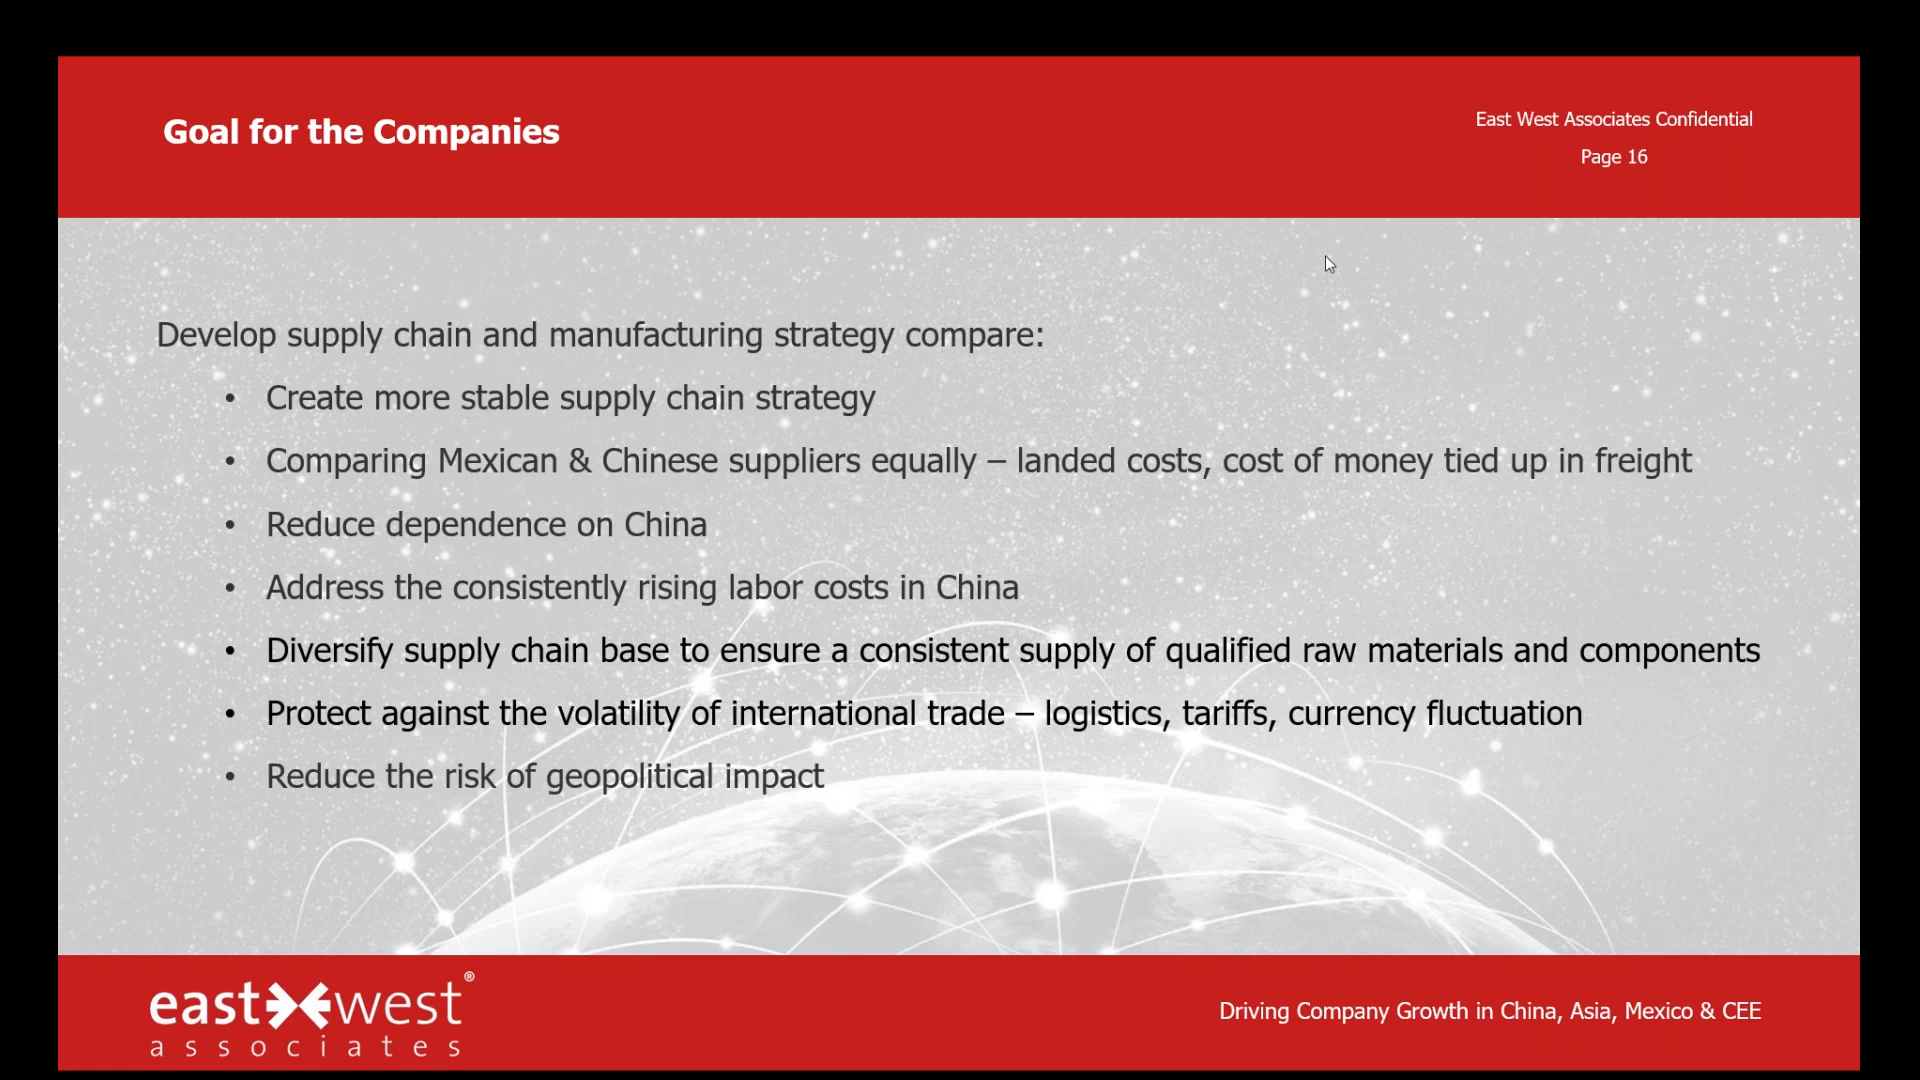 Goal for the Companies
East West Associates Confidential
Page 16
Develop supply chain and manufacturing strategy compare:
• Create more stable supply chain strategy
• Comparing Mexican & Chinese suppliers equally – landed costs, cost of money tied up in freight
• Reduce dependence on China
• Address the consistently rising labor costs in China
• Diversify supply chain base to ensure a consistent supply of qualified raw materials and components
• Protect against the volatility of international trade – logistics, tariffs, currency fluctuation
• Reduce the risk of geopolitical impact
east west®
associates
Driving Company Growth in China, Asia, Mexico & CEE